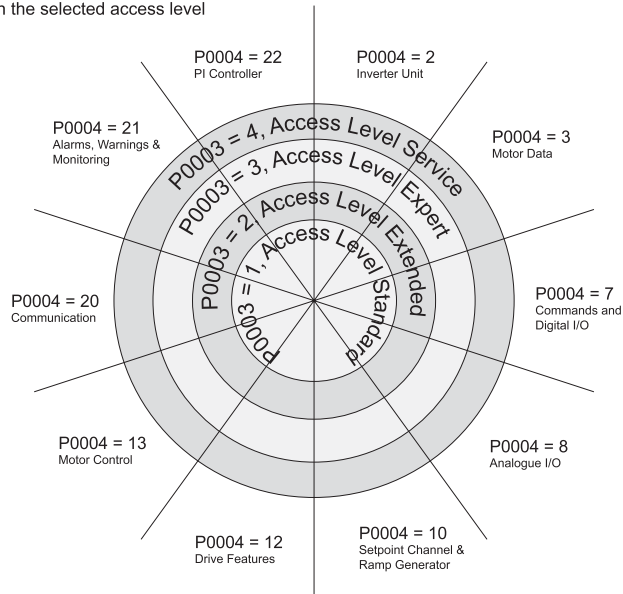 the selected access level
P0004 = 22
PI Controller
P0004 = 2
Inverter Unit
P0004 = 21
Alarms, Warnings &
Monitoring
P0004 = 3
Motor Data
P0003 = 4, Access Level Service
P0003 = 3, Access Level Expert
P0003 = 2, Access Level Extended
P0003 = 1, Access Level Standard
P0004 = 20
Communication
P0004 = 7
Commands and
Digital I/O
P0004 = 13
Motor Control
P0004 = 8
Analogue I/O
P0004 = 12
Drive Features
P0004 = 10
Setpoint Channel &
Ramp Generator